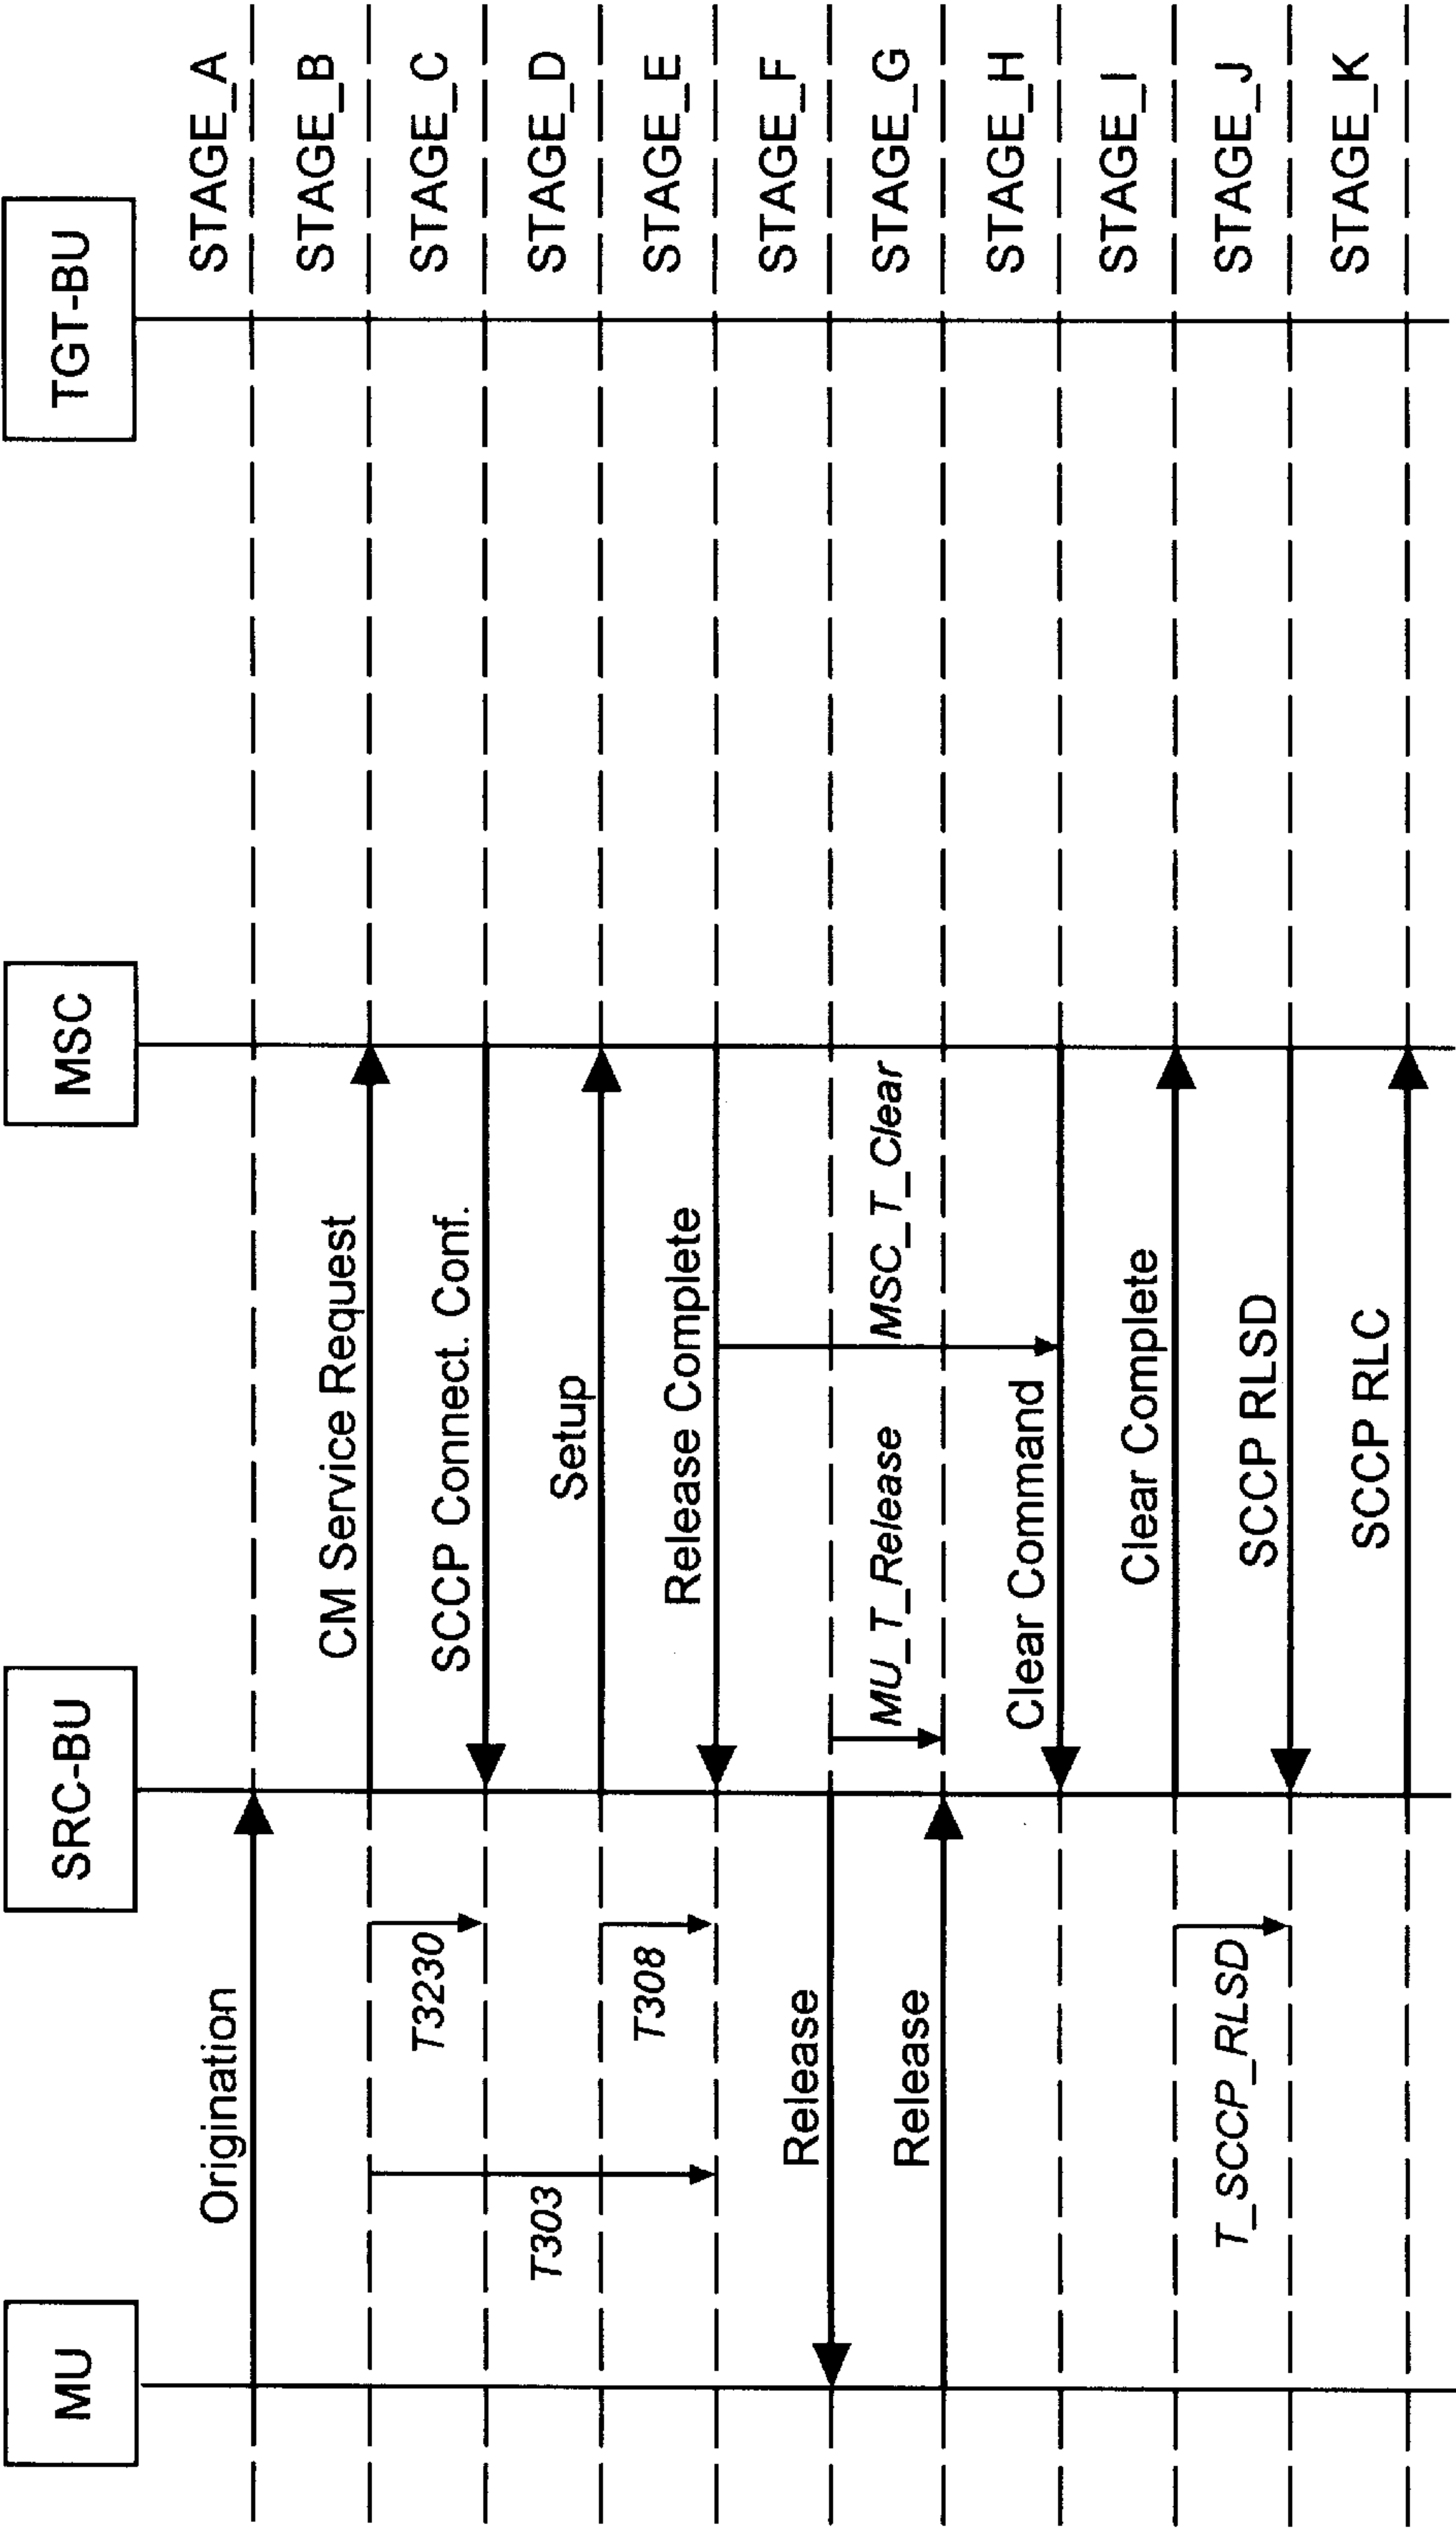 MU
SRC-BU
MSC
TGT-BU
Origination
STAGE_A
CM Service Request
STAGE_B
T3230
SCCP Connect. Conf.
STAGE_C
T303
Setup
STAGE_D
T308
Release Complete
STAGE_E
Release
STAGE_F
Release
MU_T_Release
MSC_T_Clear
STAGE_G
Clear Command
STAGE_H
Clear Complete
STAGE_I
T_SCCP_RLSD
SCCP RLSD
STAGE_J
SCCP RLC
STAGE_K